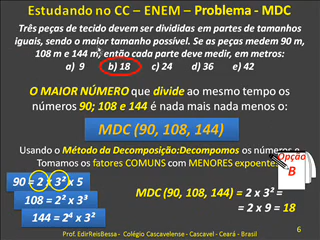 Estudando no CC – ENEM – Problema - MDC
Três peças de tecido devem ser divididas em partes de tamanhos
iguais, sendo o maior tamanho possível. Se as peças medem 90 m,
108 m e 144 m, então cada parte deve medir, em metros:
a) 9 b) 18 c) 24 d) 36 e) 42
O MAIOR NÚMERO que divide ao mesmo tempo os
números 90; 108 e 144 é nada mais nada menos o:
MDC (90, 108, 144)
Usando o Método da Decomposição:Decompomos os números e
Tomamos os fatores COMUNS com MENORES expoente
Opção
B
90 = 2 x 3² x 5
108 = 2² x 3³
144 = 2⁴ x 3²
MDC (90, 108, 144) = 2 x 3² =
= 2 x 9 = 18
Prof. EdirReisBessa - Colégio Cascavelense - Cascavel - Ceará - Brasil
6